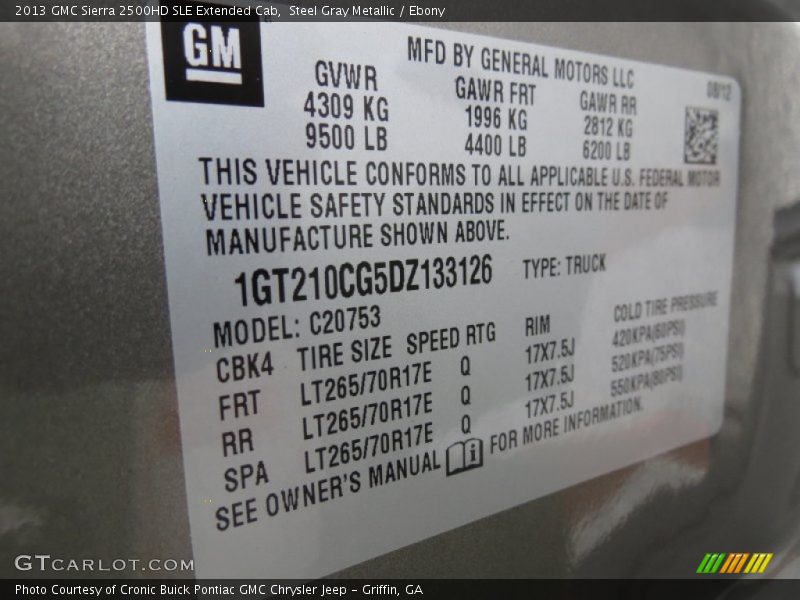 2013 GMC Sierra 2500HD SLE Extended Cab, Steel Gray Metallic / Ebony
GM
MFD BY GENERAL MOTORS LLC
08/12
GVWR GAWR FRT GAWR RR
4309 KG 1996 KG 2812 KG
9500 LB 4400 LB 6200 LB
THIS VEHICLE CONFORMS TO ALL APPLICABLE U.S. FEDERAL MOTOR
VEHICLE SAFETY STANDARDS IN EFFECT ON THE DATE OF
MANUFACTURE SHOWN ABOVE.
1GT210CG5DZ133126 TYPE: TRUCK
MODEL: C20753
CBK4 TIRE SIZE SPEED RTG RIM COLD TIRE PRESSURE
FRT LT265/70R17E Q 17X7.5J 420KPA(60PSI)
RR LT265/70R17E Q 17X7.5J 520KPA(75PSI)
SPA LT265/70R17E Q 17X7.5J 550KPA(80PSI)
SEE OWNER'S MANUAL i FOR MORE INFORMATION.
GTCARLOT.COM
Photo Courtesy of Cronic Buick Pontiac GMC Chrysler Jeep - Griffin, GA